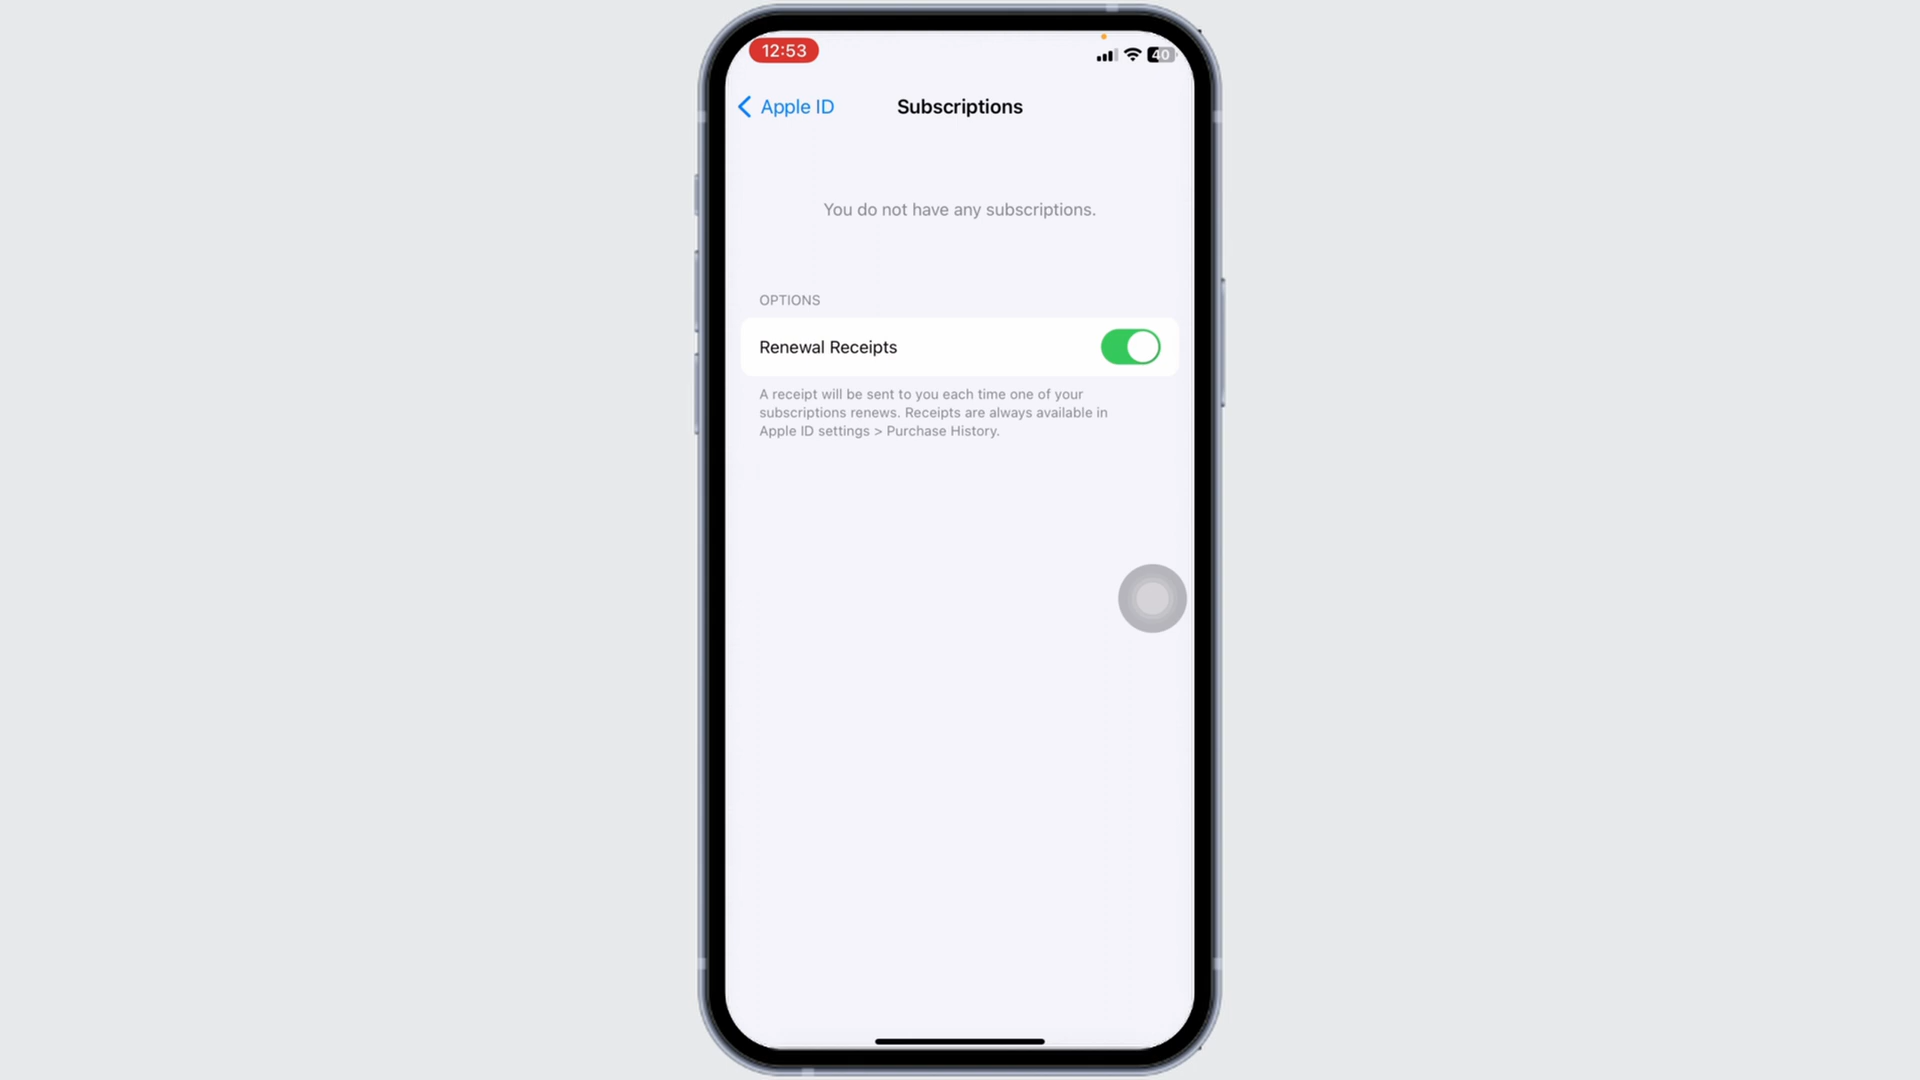 12:53
40
Apple ID
Subscriptions
You do not have any subscriptions.
OPTIONS
Renewal Receipts
A receipt will be sent to you each time one of your
subscriptions renews. Receipts are always available in
Apple ID settings > Purchase History.